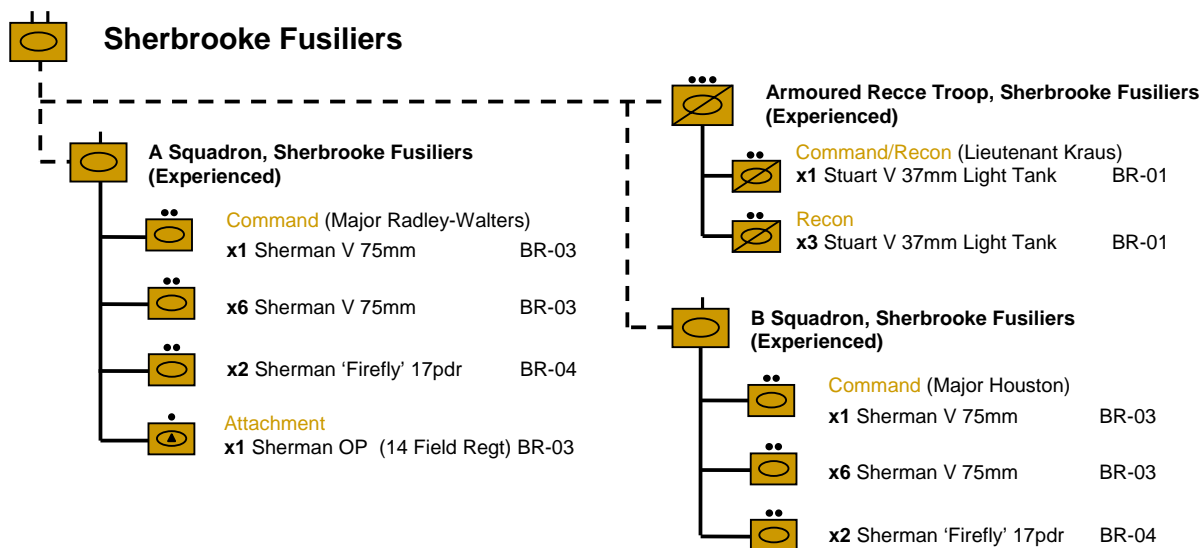 Sherbrooke Fusiliers
A Squadron, Sherbrooke Fusiliers
(Experienced)
Command (Major Radley-Walters)
x1 Sherman V 75mm BR-03
x6 Sherman V 75mm BR-03
x2 Sherman ‘Firefly’ 17pdr BR-04
Attachment
x1 Sherman OP (14 Field Regt) BR-03
Armoured Recce Troop, Sherbrooke Fusiliers
(Experienced)
Command/Recon (Lieutenant Kraus)
x1 Stuart V 37mm Light Tank BR-01
Recon
x3 Stuart V 37mm Light Tank BR-01
B Squadron, Sherbrooke Fusiliers
(Experienced)
Command (Major Houston)
x1 Sherman V 75mm BR-03
x6 Sherman V 75mm BR-03
x2 Sherman ‘Firefly’ 17pdr BR-04